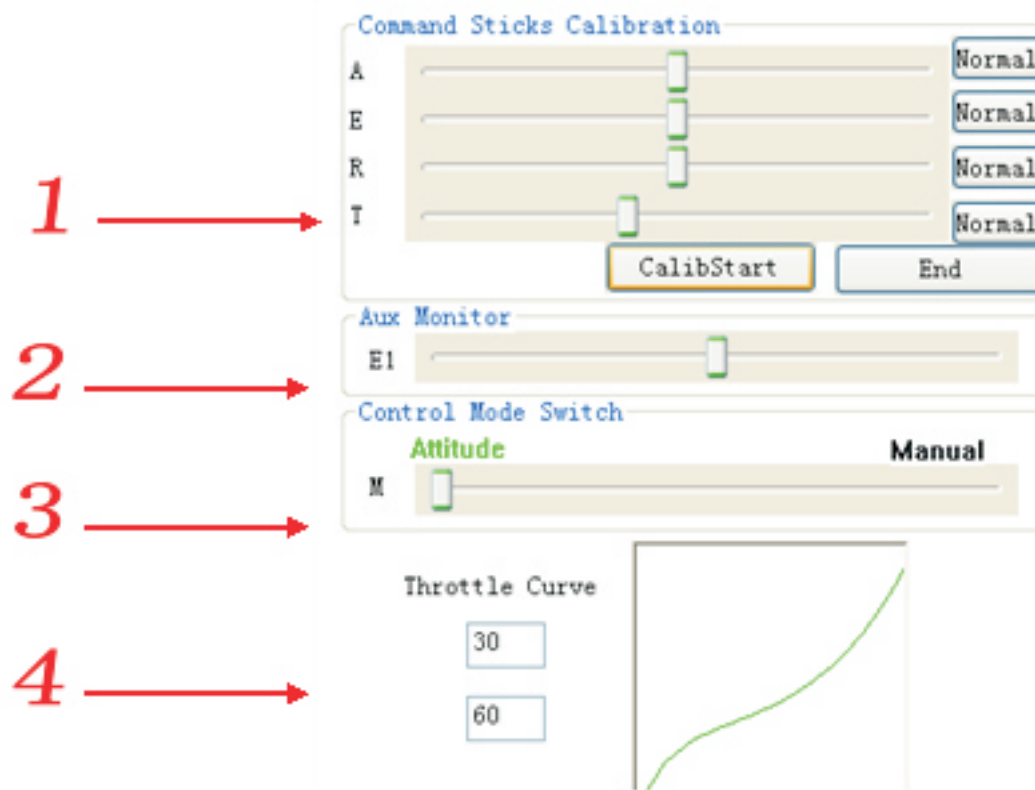 Command Sticks Calibration
A Normal
E Normal
R Normal
1 T Normal
CalibStart End
Aux Monitor
2 E1
Control Mode Switch
Attitude Manual
M
3
Throttle Curve
30
4
60